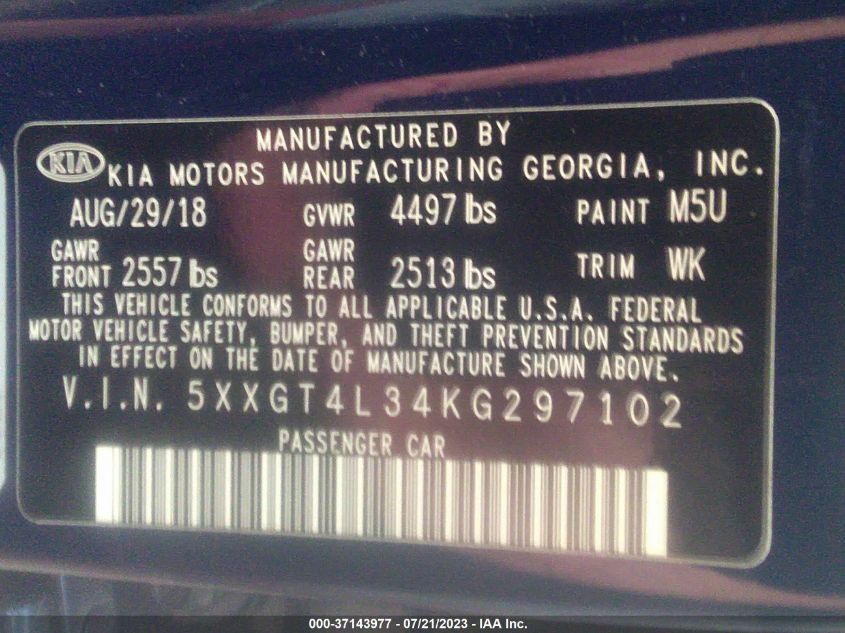 MANUFACTURED BY
KIA KIA MOTORS MANUFACTURING GEORGIA, INC.
AUG/29/18 GVWR 4497 lbs PAINT M5U
GAWR FRONT 2557 lbs GAWR REAR 2513 lbs TRIM WK
THIS VEHICLE CONFORMS TO ALL APPLICABLE U.S.A. FEDERAL
MOTOR VEHICLE SAFETY, BUMPER, AND THEFT PREVENTION STANDARDS
IN EFFECT ON THE DATE OF MANUFACTURE SHOWN ABOVE.
V.I.N. 5XXGT4L34KG297102
PASSENGER CAR
000-37143977 - 07/21/2023 - IAA Inc.